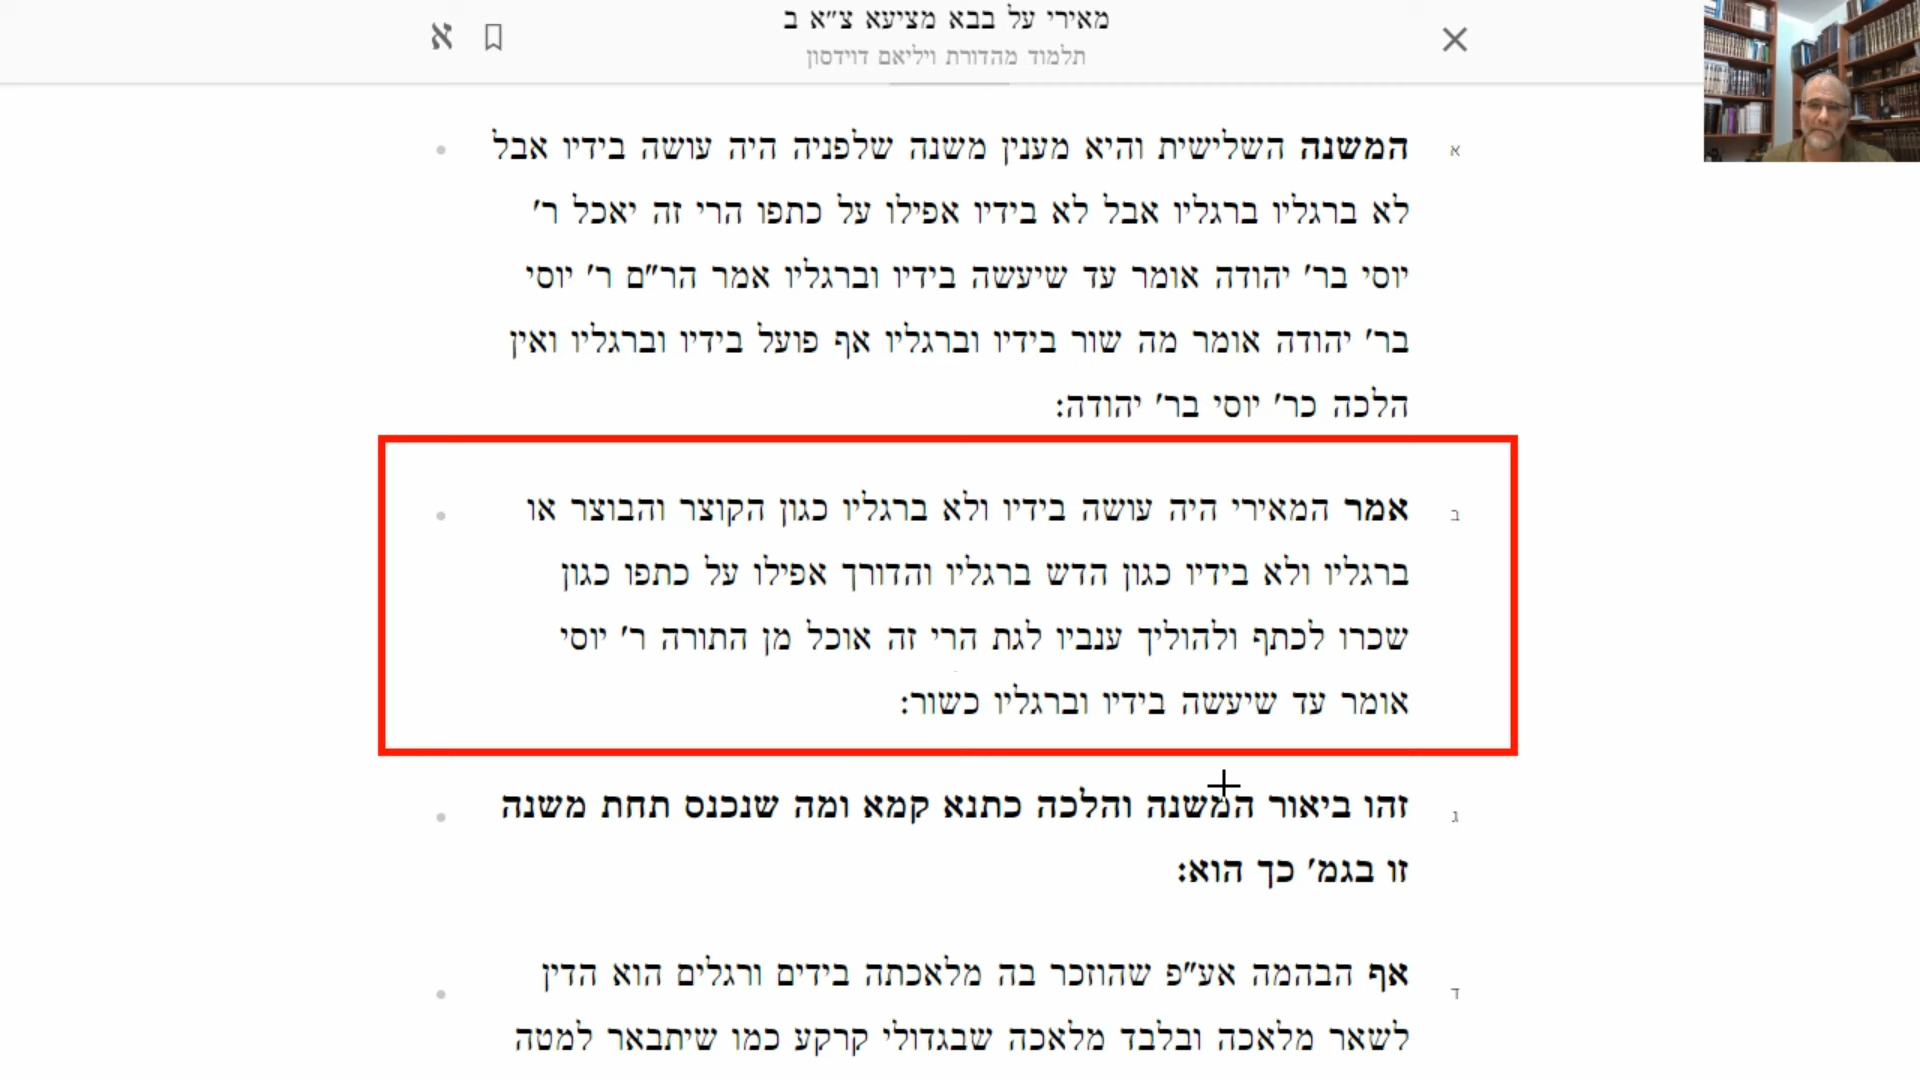 מאירי על בבא מציעא צ״א ב
תלמוד מהדורת ויליאם דוידסון
א
המשנה השלישית והיא מענין משנה שלפניה היה עושה בידיו אבל
לא ברגליו ברגליו אבל לא בידיו אפילו על כתפו הרי זה יאכל ר'
יוסי בר' יהודה אומר עד שיעשה בידיו וברגליו אמר הר"ם ר' יוסי
בר' יהודה אומר מה שור בידיו וברגליו אף פועל בידיו וברגליו ואין
הלכה כר' יוסי בר' יהודה:
ב
אמר המאירי היה עושה בידיו ולא ברגליו כגון הקוצר והבוצר או
ברגליו ולא בידיו כגון הדש ברגליו והדורך אפילו על כתפו כגון
שכרו לכתף ולהוליך ענביו לגת הרי זה אוכל מן התורה ר' יוסי
אומר עד שיעשה בידיו וברגליו כשור:
ג
זהו ביאור המשנה והלכה כתנא קמא ומה שנכנס תחת משנה
זו בגמ' כך הוא:
ד
אף הבהמה אע"פ שהוזכר בה מלאכתה בידים ורגלים הוא הדין
לשאר מלאכה ובלבד מלאכה שבגדולי קרקע כמו שיתבאר למטה